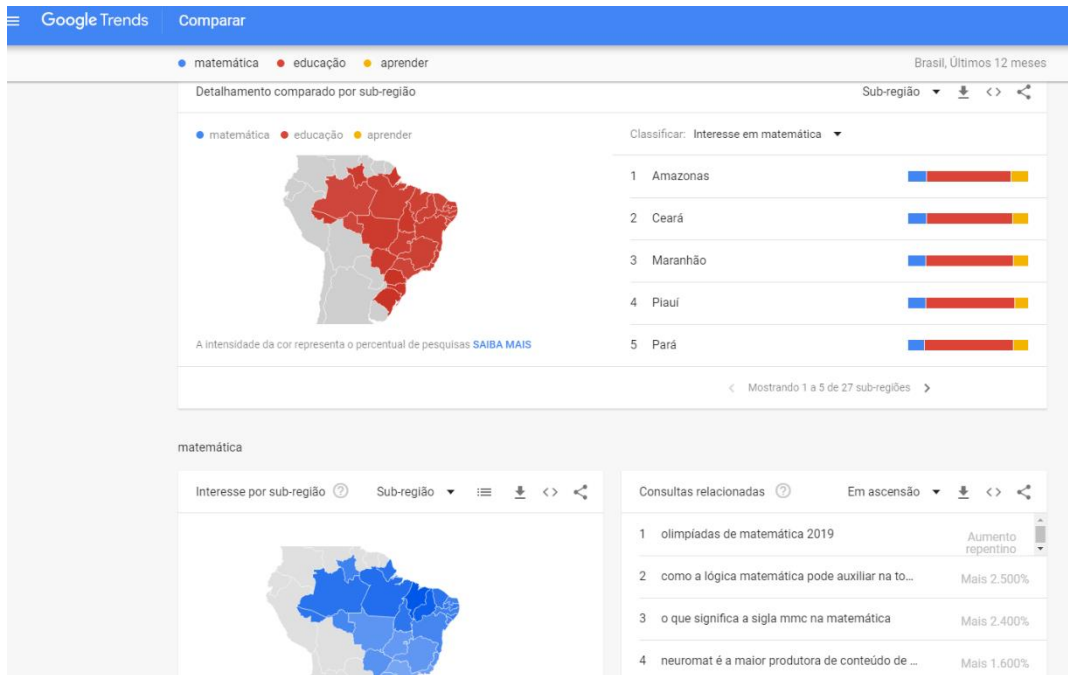 Google Trends Comparar
matemática educação aprender Brasil, Últimos 12 meses
Detalhamento comparado por sub-região Sub-região
matemática educação aprender
Classificar: Interesse em matemática
1 Amazonas
2 Ceará
3 Maranhão
4 Piauí
5 Pará
A intensidade da cor representa o percentual de pesquisas SAIBA MAIS
Mostrando 1 a 5 de 27 sub-regiões
matemática
Interesse por sub-região Sub-região
Consultas relacionadas Em ascensão
1 olimpíadas de matemática 2019 Aumento
repentino
2 como a lógica matemática pode auxiliar na to... Mais 2.500%
3 o que significa a sigla mmc na matemática Mais 2.400%
4 neuromat é a maior produtora de conteúdo de ... Mais 1.600%